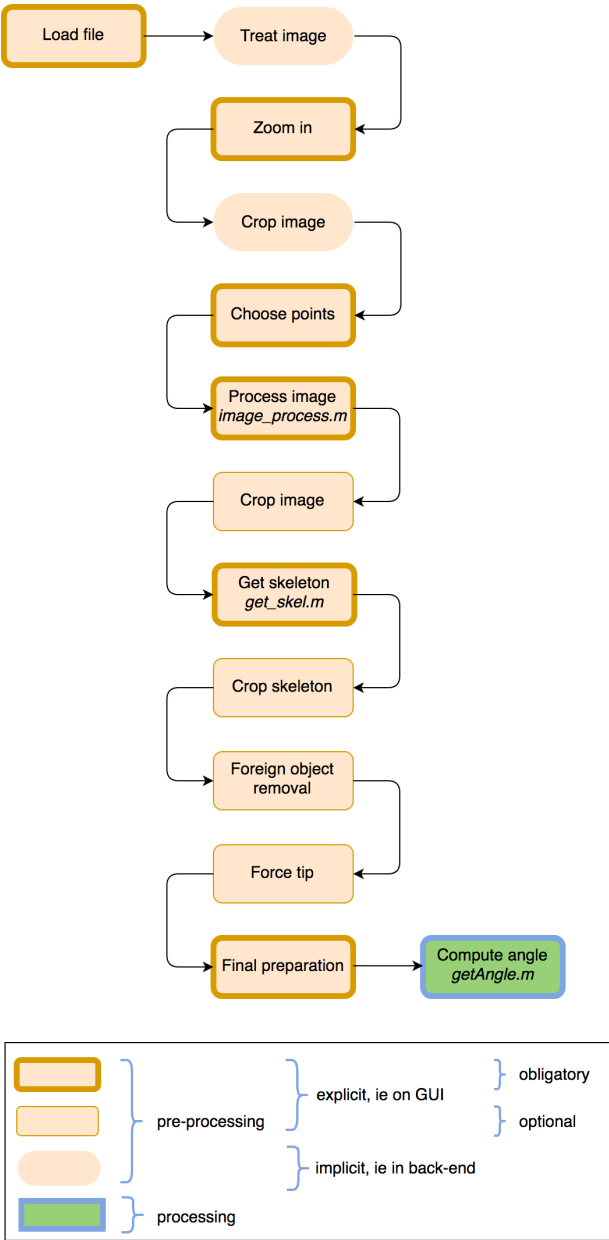 Load file
Treat image
Zoom in
Crop image
Choose points
Process image
image_process.m
Crop image
Get skeleton
get_skel.m
Crop skeleton
Foreign object
removal
Force tip
Final preparation
Compute angle
getAngle.m
pre-processing
explicit, ie on GUI
obligatory
optional
implicit, ie in back-end
processing